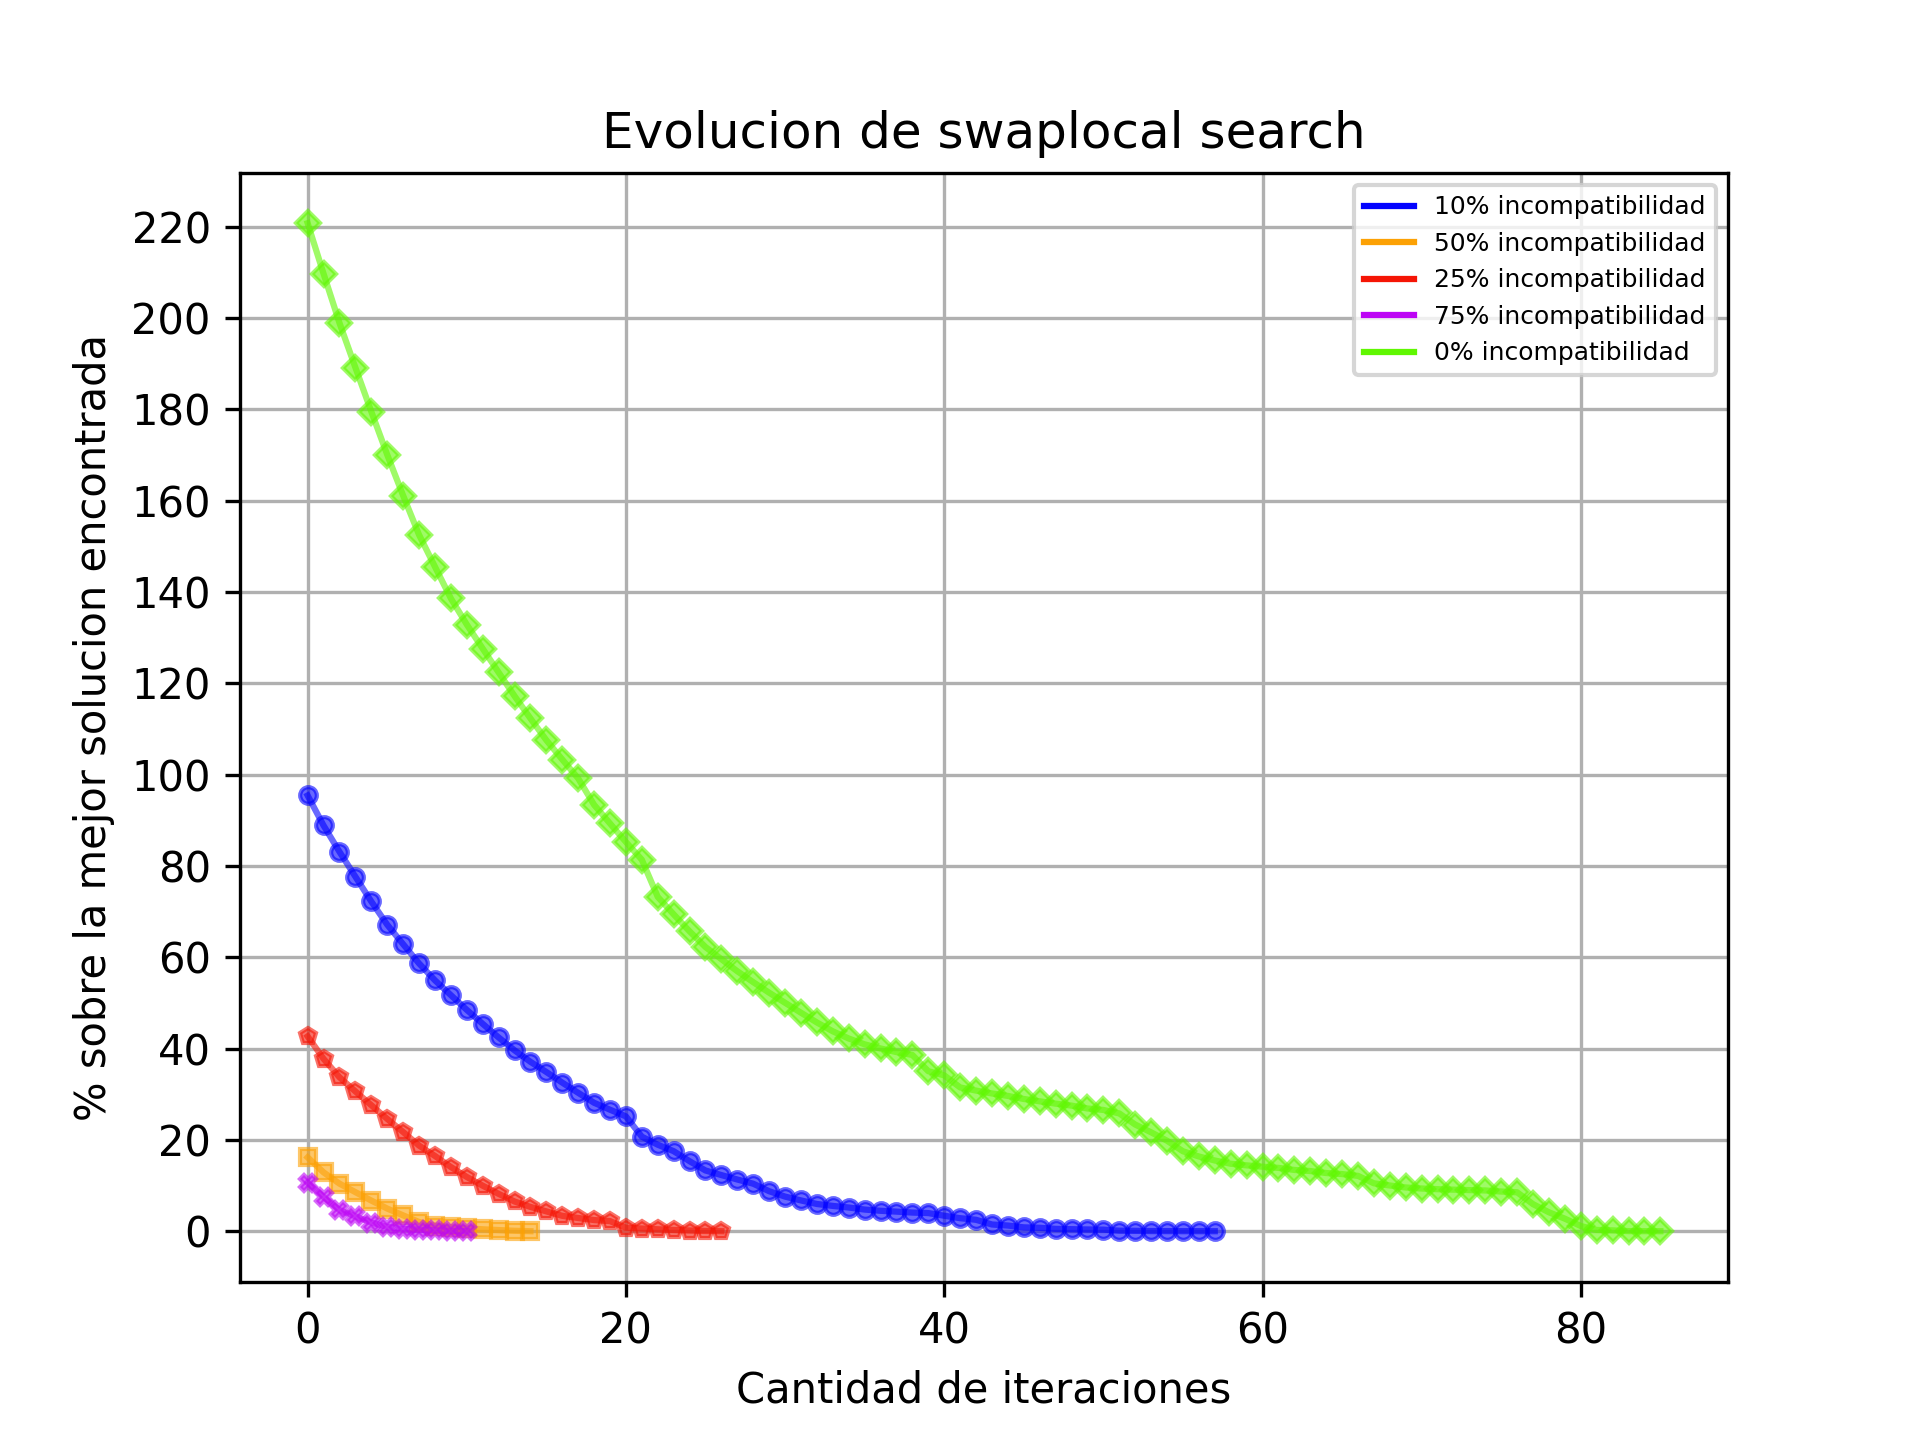 Evolucion de swaplocal search
10% incompatibilidad
50% incompatibilidad
25% incompatibilidad
75% incompatibilidad
0% incompatibilidad
% sobre la mejor solucion encontrada
220
200
180
160
140
120
100
80
60
40
20
0
0 20 40 60 80
Cantidad de iteraciones